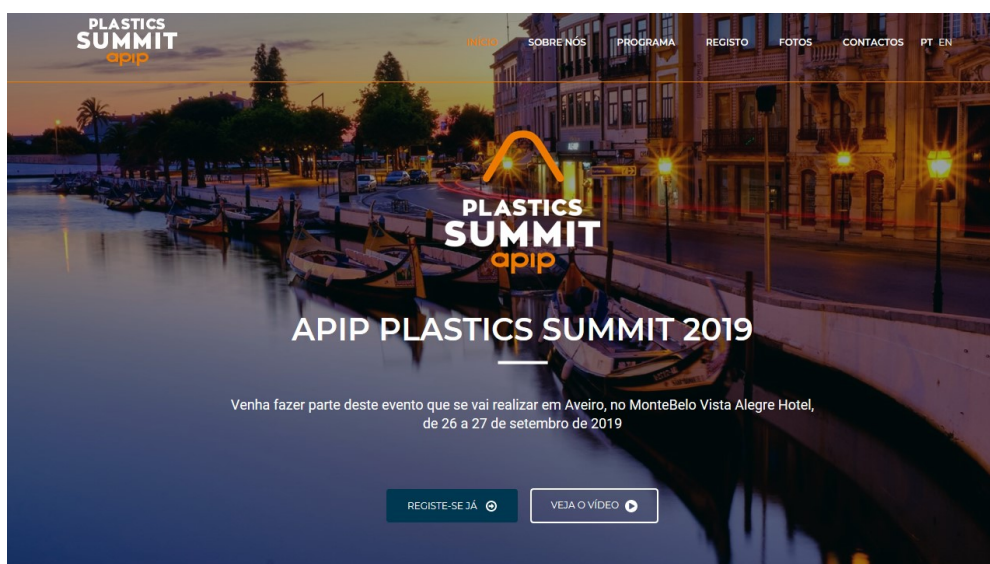 PLASTICS
SUMMIT
apip
INÍCIO SOBRE NÓS PROGRAMA REGISTO FOTOS CONTACTOS PT EN
PLASTICS
SUMMIT
apip
APIP PLASTICS SUMMIT 2019
Venha fazer parte deste evento que se vai realizar em Aveiro, no MonteBelo Vista Alegre Hotel,
de 26 a 27 de setembro de 2019
REGISTE-SE JÁ VEJA O VÍDEO